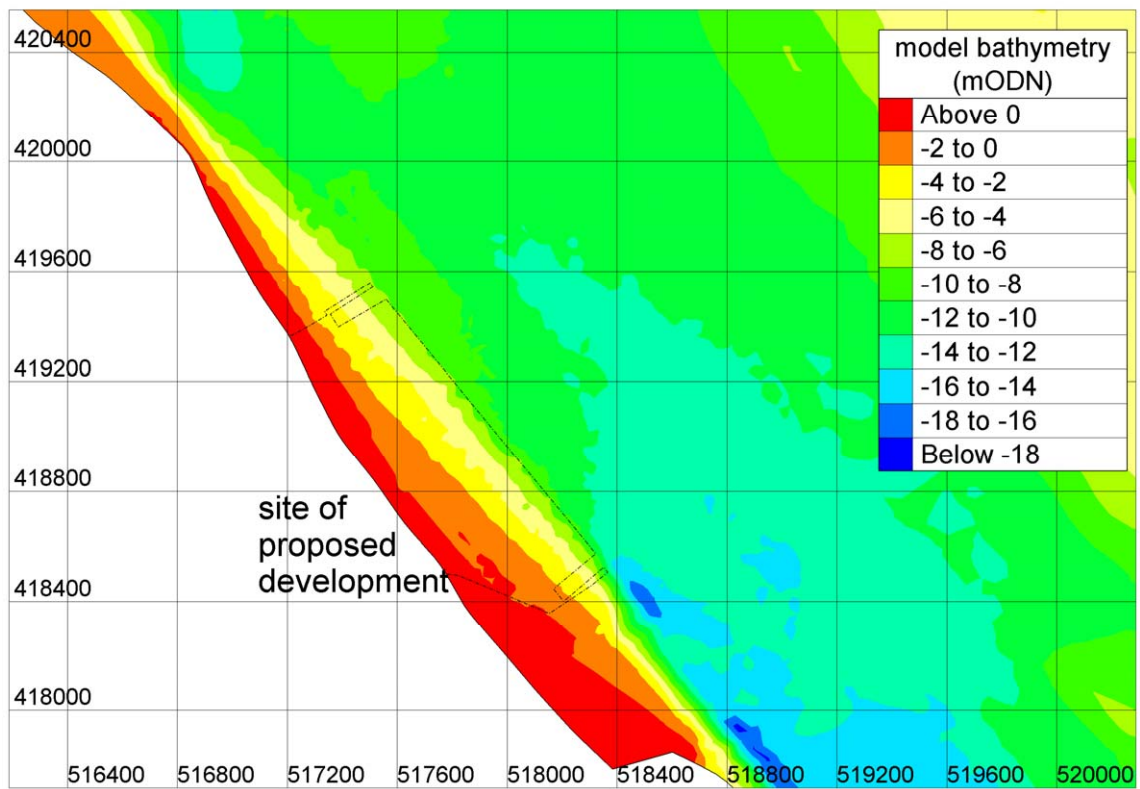 420400
420000
419600
419200
418800
418400
418000
site of
proposed
development
516400 516800 517200 517600 518000 518400 518800 519200 519600 520000
model bathymetry
(mODN)
Above 0
-2 to 0
-4 to -2
-6 to -4
-8 to -6
-10 to -8
-12 to -10
-14 to -12
-16 to -14
-18 to -16
Below -18